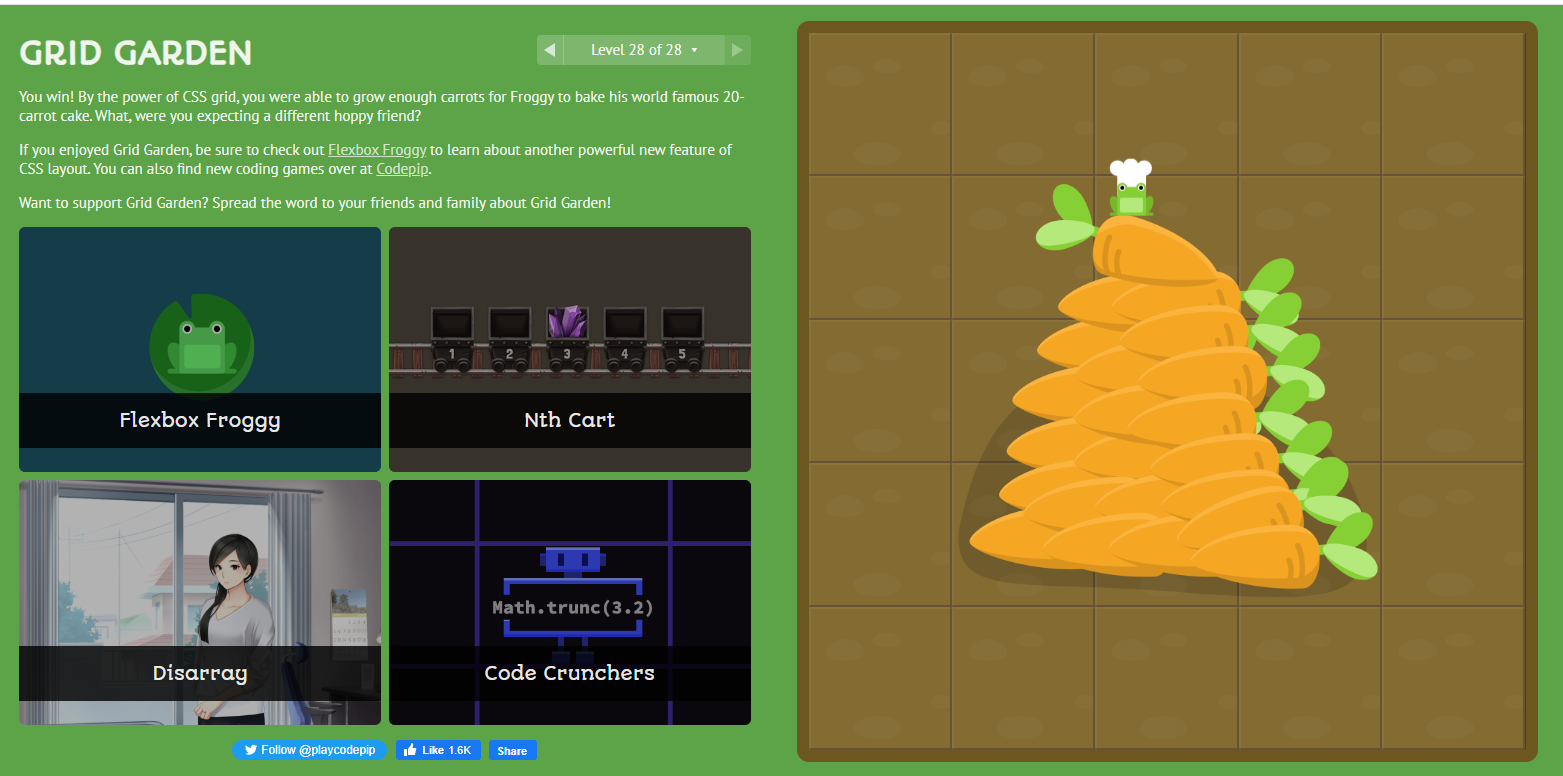 GRID GARDEN
Level 28 of 28
You win! By the power of CSS grid, you were able to grow enough carrots for Froggy to bake his world famous 20-
carrot cake. What, were you expecting a different hoppy friend?
If you enjoyed Grid Garden, be sure to check out Flexbox Froggy to learn about another powerful new feature of
CSS layout. You can also find new coding games over at Codepip.
Want to support Grid Garden? Spread the word to your friends and family about Grid Garden!
1 2 3 4 5
Flexbox Froggy
Nth Cart
Math.trunc(3.2)
Disarray
Code Crunchers
Follow @playcodepip
Like 1.6K
Share